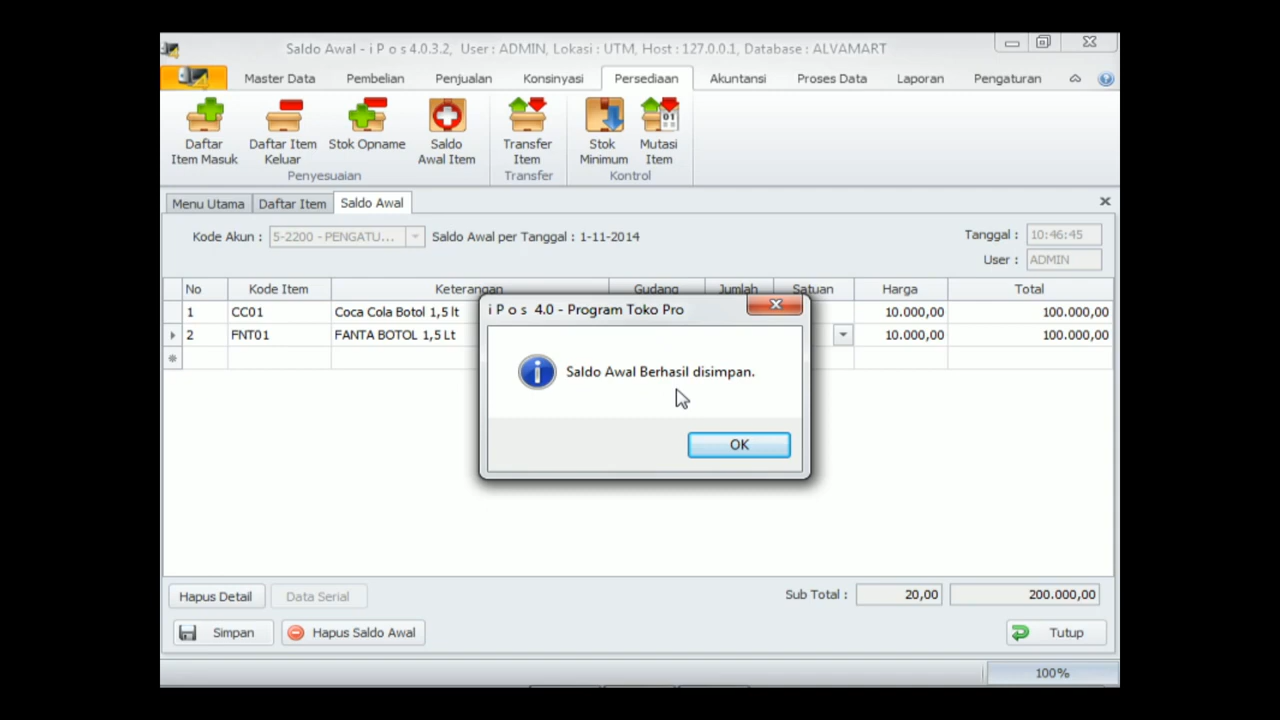 Saldo Awal - i P o s 4.0.3.2, User : ADMIN, Lokasi : UTM, Host : 127.0.0.1, Database : ALVAMART
Master Data Pembelian Penjualan Konsinyasi Persediaan Akuntansi Proses Data Laporan Pengaturan
Daftar Item Masuk
Daftar Item Keluar
Stok Opname
Saldo Awal Item
Transfer Item
Stok Minimum
Mutasi Item
01
Penyesuaian Transfer Kontrol
Menu Utama Daftar Item Saldo Awal
Kode Akun : 5-2200 - PENGATU... Saldo Awal per Tanggal : 1-11-2014 Tanggal : 10:46:45
User : ADMIN
No Kode Item Keterangan Gudang Jumlah Satuan Harga Total
1 CC01 Coca Cola Botol 1,5 lt 10.000,00 100.000,00
2 FNT01 FANTA BOTOL 1,5 Lt 10.000,00 100.000,00
i P o s 4.0 - Program Toko Pro
Saldo Awal Berhasil disimpan.
OK
Hapus Detail Data Serial Sub Total : 20,00 200.000,00
Simpan Hapus Saldo Awal Tutup
100%